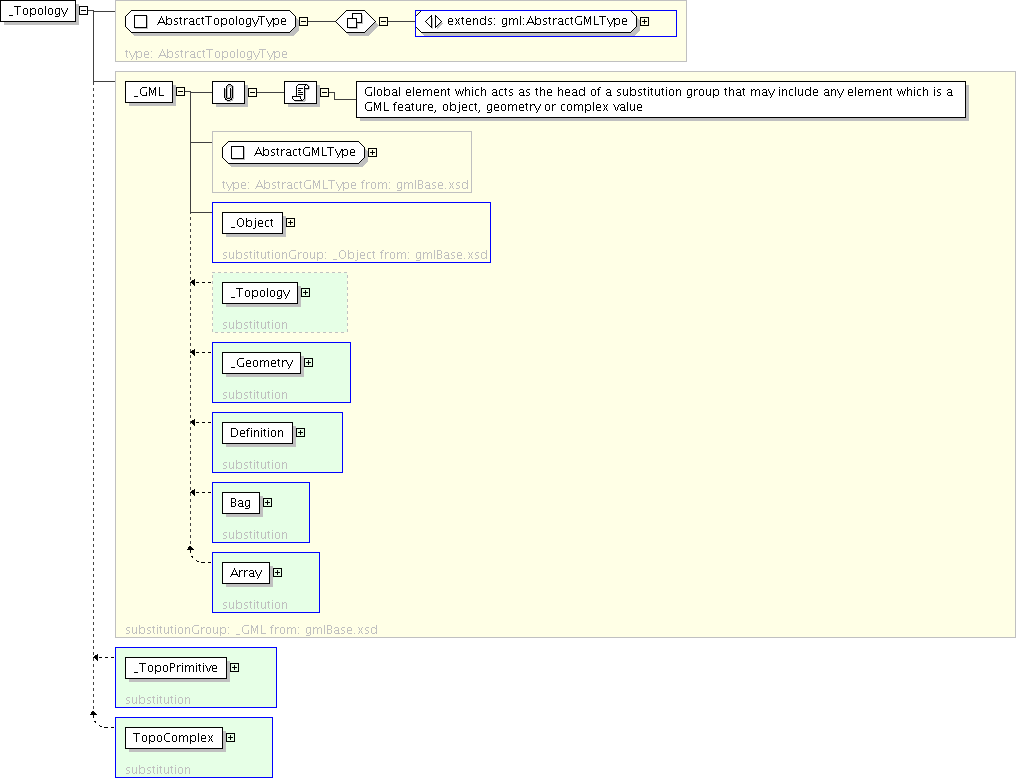 _Topology
AbstractTopologyType
extends: gml:AbstractGMLType
type: AbstractTopologyType
_GML
Global element which acts as the head of a substitution group that may include any element which is a
GML feature, object, geometry or complex value
AbstractGMLType
type: AbstractGMLType from: gmlBase.xsd
_Object
substitutionGroup: _Object from: gmlBase.xsd
_Topology
substitution
_Geometry
substitution
Definition
substitution
Bag
substitution
Array
substitution
substitutionGroup: _GML from: gmlBase.xsd
_TopoPrimitive
substitution
TopoComplex
substitution